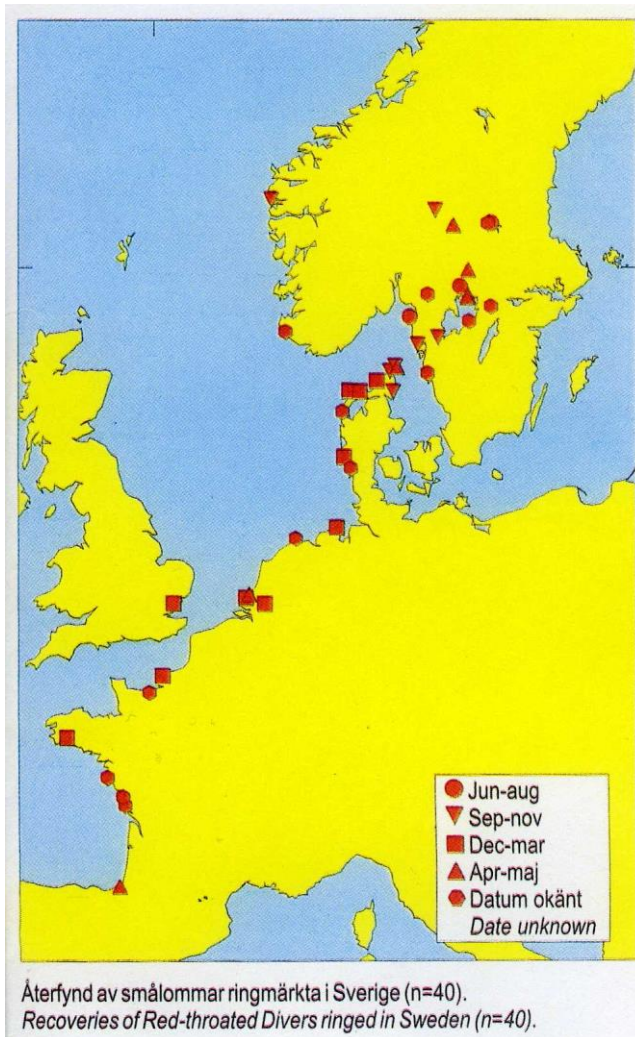 Jun-aug
Sep-nov
Dec-mar
Apr-maj
Datum okänt
Date unknown
Återfynd av smålommar ringmärkta i Sverige (n=40).
Recoveries of Red-throated Divers ringed in Sweden (n=40).